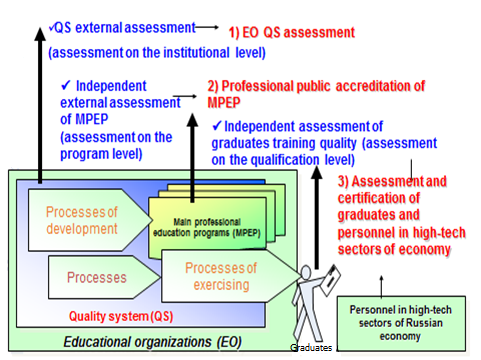 ✓QS external assessment
(assessment on the institutional level)
1) EO QS assessment
✓ Independent
external assessment
of MPEP
(assessment on the
program level)
2) Professional public accreditation of
MPEP
✓ Independent assessment of
graduates training quality (assessment
on the qualification level)
3) Assessment and
certification of
graduates and
personnel in high-tech
sectors of economy
Processes of
development
Main professional
education programs (MPEP)
Processes
Processes of
exercising
Quality system (QS)
Educational organizations (EO)
Graduates
Personnel in high-tech
sectors of Russian
economy